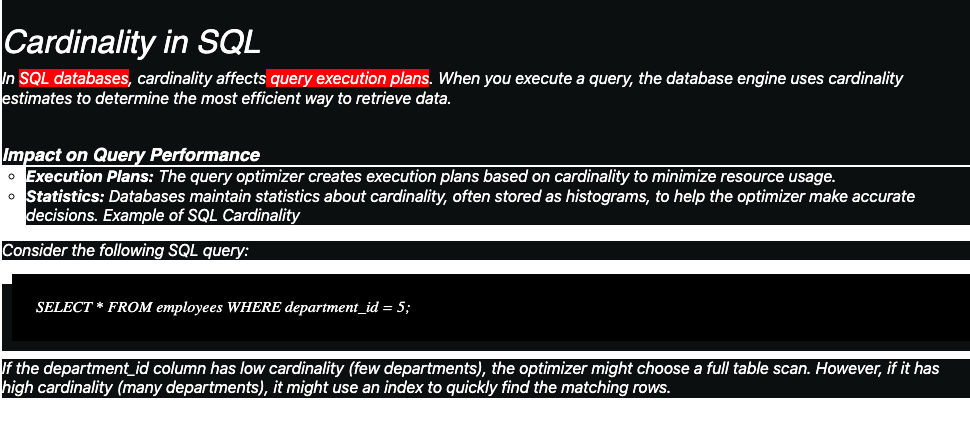 Cardinality in SQL
In SQL databases, cardinality affects query execution plans. When you execute a query, the database engine uses cardinality
estimates to determine the most efficient way to retrieve data.
Impact on Query Performance
Execution Plans: The query optimizer creates execution plans based on cardinality to minimize resource usage.
Statistics: Databases maintain statistics about cardinality, often stored as histograms, to help the optimizer make accurate
decisions. Example of SQL Cardinality
Consider the following SQL query:
SELECT * FROM employees WHERE department_id = 5;
If the department_id column has low cardinality (few departments), the optimizer might choose a full table scan. However, if it has
high cardinality (many departments), it might use an index to quickly find the matching rows.